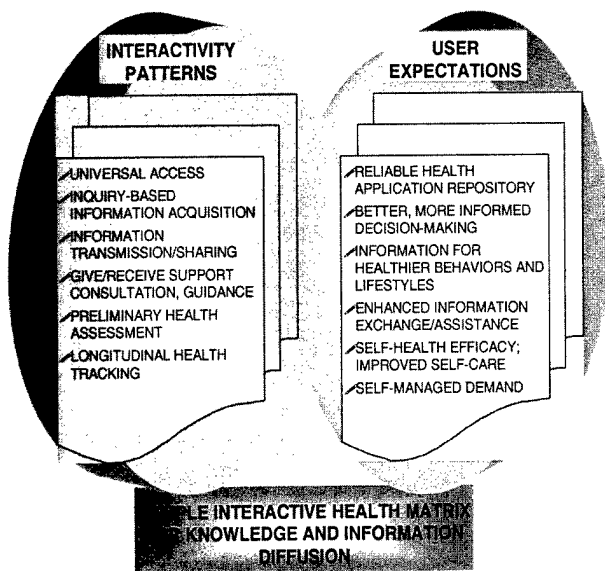 INTERACTIVITY
PATTERNS
UNIVERSAL ACCESS
INQUIRY-BASED
INFORMATION ACQUISITION
INFORMATION
TRANSMISSION/SHARING
GIVE/RECEIVE SUPPORT
CONSULTATION, GUIDANCE
PRELIMINARY HEALTH
ASSESSMENT
LONGITUDINAL HEALTH
TRACKING
USER
EXPECTATIONS
RELIABLE HEALTH
APPLICATION REPOSITORY
BETTER, MORE INFORMED
DECISION-MAKING
INFORMATION FOR
HEALTHIER BEHAVIORS AND
LIFESTYLES
ENHANCED INFORMATION
EXCHANGE/ASSISTANCE
SELF-HEALTH EFFICACY;
IMPROVED SELF-CARE
SELF-MANAGED DEMAND
INTERACTIVE HEALTH MATRIX
KNOWLEDGE AND INFORMATION
DIFFUSION